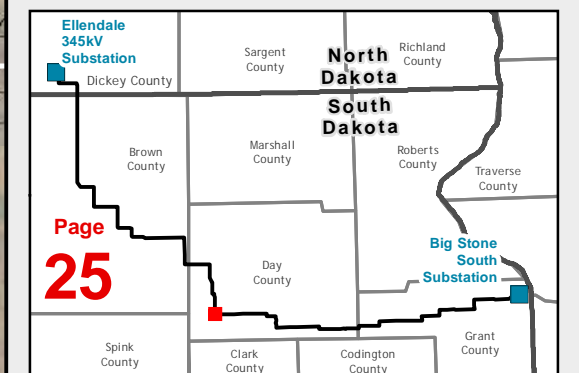 Ellendale
345kV
Substation
Dickey County
Sargent
County
North
Dakota
Richland
County
South
Dakota
Brown
County
Marshall
County
Roberts
County
Traverse
County
Page
25
Day
County
Big Stone
South
Substation
Spink
County
Clark
County
Codington
County
Grant
County